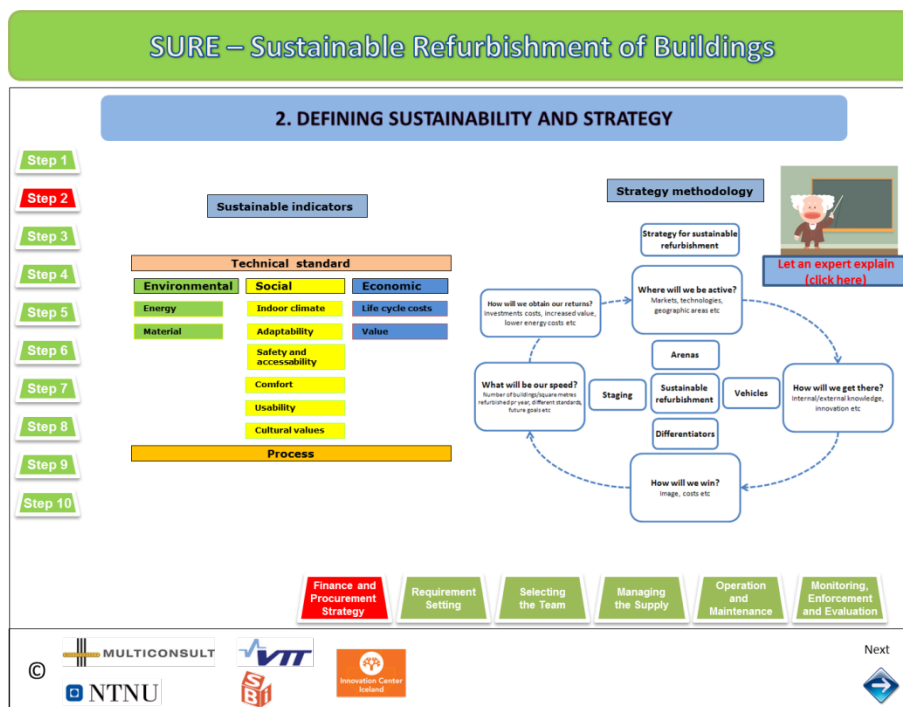 SURE – Sustainable Refurbishment of Buildings
2. DEFINING SUSTAINABILITY AND STRATEGY
Step 1
Step 2
Step 3
Step 4
Step 5
Step 6
Step 7
Step 8
Step 9
Step 10
Sustainable indicators
Technical standard
Environmental
Social
Economic
Energy
Indoor climate
Life cycle costs
Material
Adaptability
Value
Safety and
accessability
Comfort
Usability
Cultural values
Process
Strategy methodology
Strategy for sustainable
refurbishment
Let an expert explain
(click here)
Where will we be active?
Markets, technologies,
geographic areas etc
How will we obtain our returns?
Investments costs, increased value,
lower energy costs etc
Arenas
What will be our speed?
Number of buildings/square metres
refurbished pr year, different standards,
future goals etc
Staging
Sustainable
refurbishment
Vehicles
How will we get there?
Internal/external knowledge,
innovation etc
Differentiators
How will we win?
Image, costs etc
Finance and
Procurement
Strategy
Requirement
Setting
Selecting
the Team
Managing
the Supply
Operation
and
Maintenance
Monitoring,
Enforcement
and Evaluation
©
MULTICONSULT
VTT
NTNU
SBi
Innovation Center
Iceland
Next